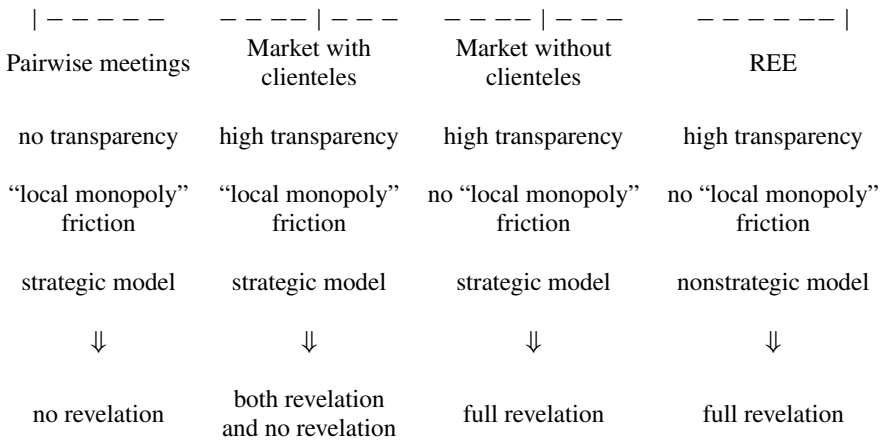 | – – – – –    – – – – | – – –    – – – – | – – –    – – – – – – |
Pairwise meetings    Market with clienteles    Market without clienteles    REE
no transparency    high transparency    high transparency    high transparency
“local monopoly” friction    “local monopoly” friction    no “local monopoly” friction    no “local monopoly” friction
strategic model    strategic model    strategic model    nonstrategic model
⇓    ⇓    ⇓    ⇓
no revelation    both revelation and no revelation    full revelation    full revelation